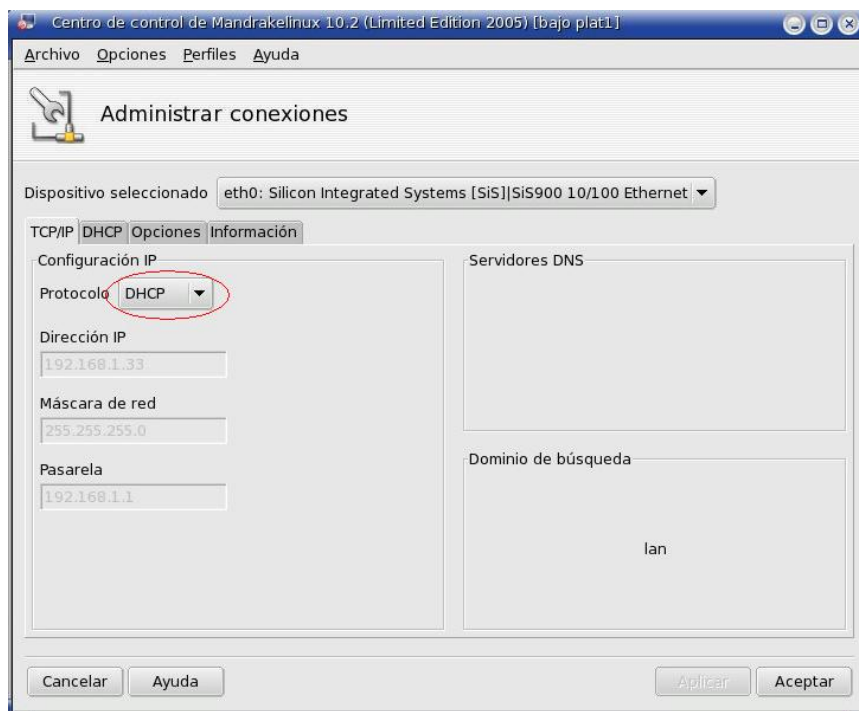 Centro de control de Mandrakelinux 10.2 (Limited Edition 2005) [bajo plat1]
Archivo Opciones Perfiles Ayuda
Administrar conexiones
Dispositivo seleccionado eth0: Silicon Integrated Systems [SiS]|SiS900 10/100 Ethernet
TCP/IP DHCP Opciones Información
Configuración IP
Protocolo DHCP
Dirección IP
192.168.1.33
Máscara de red
255.255.255.0
Pasarela
192.168.1.1
Servidores DNS
Dominio de búsqueda
lan
Cancelar Ayuda Aplicar Aceptar